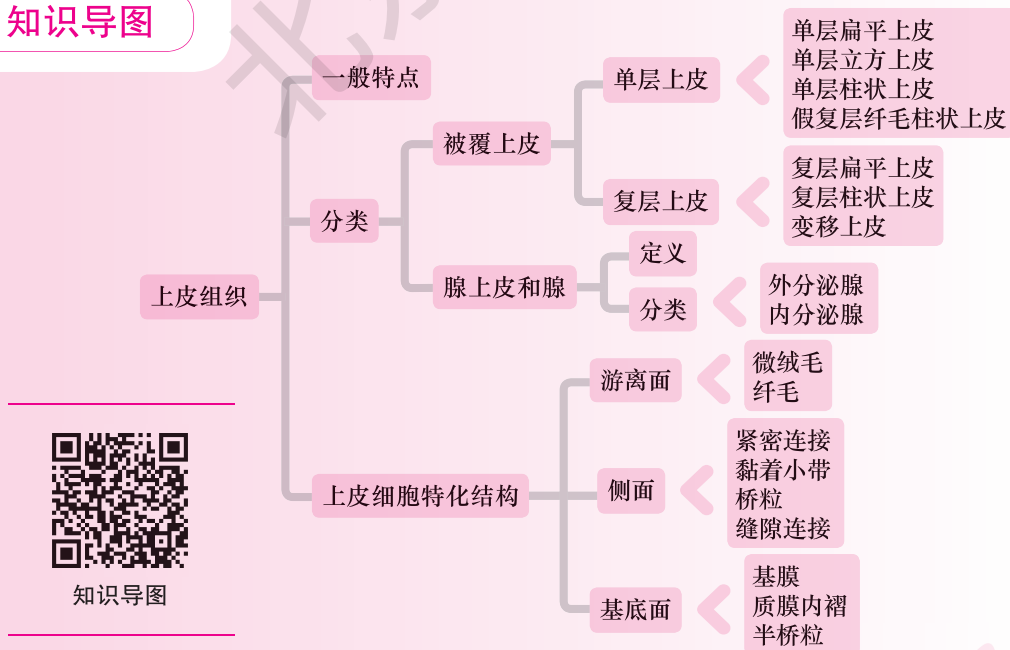 知识导图
上皮组织
一般特点
分类
被覆上皮
单层上皮
单层扁平上皮
单层立方上皮
单层柱状上皮
假复层纤毛柱状上皮
复层上皮
复层扁平上皮
复层柱状上皮
变移上皮
腺上皮和腺
定义
分类
外分泌腺
内分泌腺
上皮细胞特化结构
游离面
微绒毛
纤毛
侧面
紧密连接
黏着小带
桥粒
缝隙连接
基底面
基膜
质膜内褶
半桥粒
知识导图